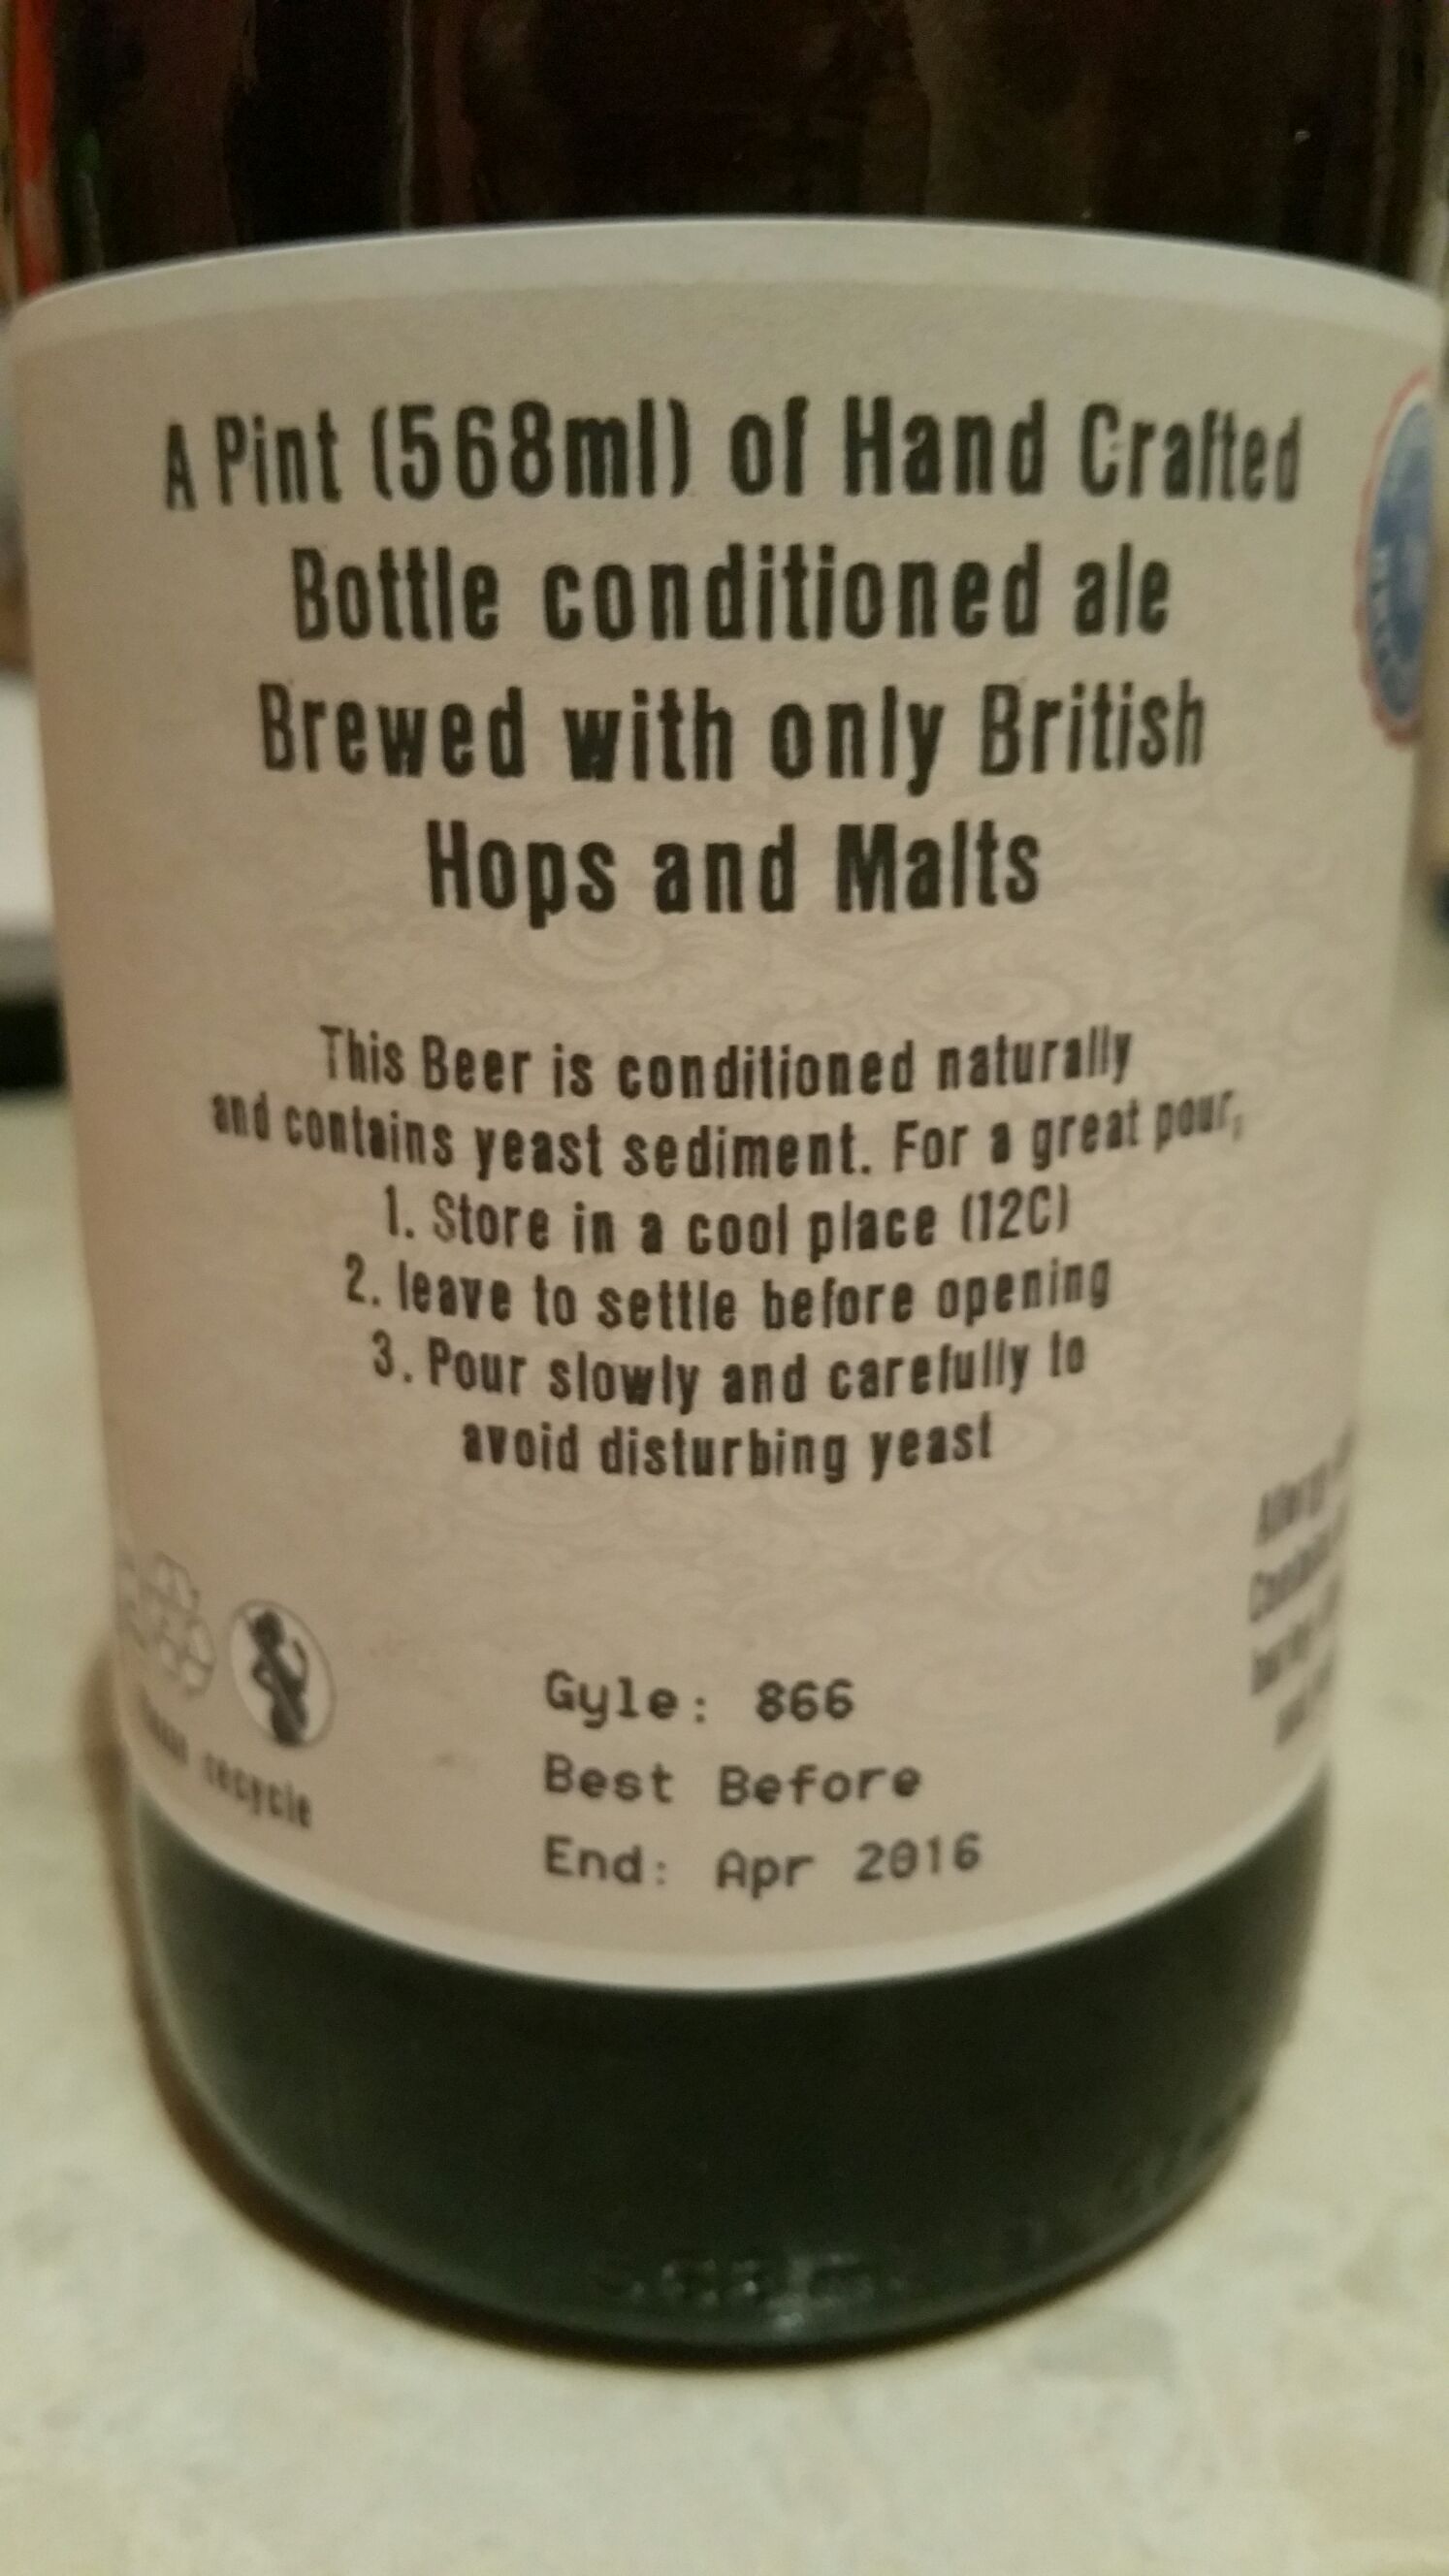 A Pint (568ml) of Hand Crafted
Bottle conditioned ale
Brewed with only British
Hops and Malts
This Beer is conditioned naturally
and contains yeast sediment. For a great pour,
1. Store in a cool place (12C)
2. leave to settle before opening
3. Pour slowly and carefully to
avoid disturbing yeast
recycle
Gyle: 866
Best Before
End: Apr 2016